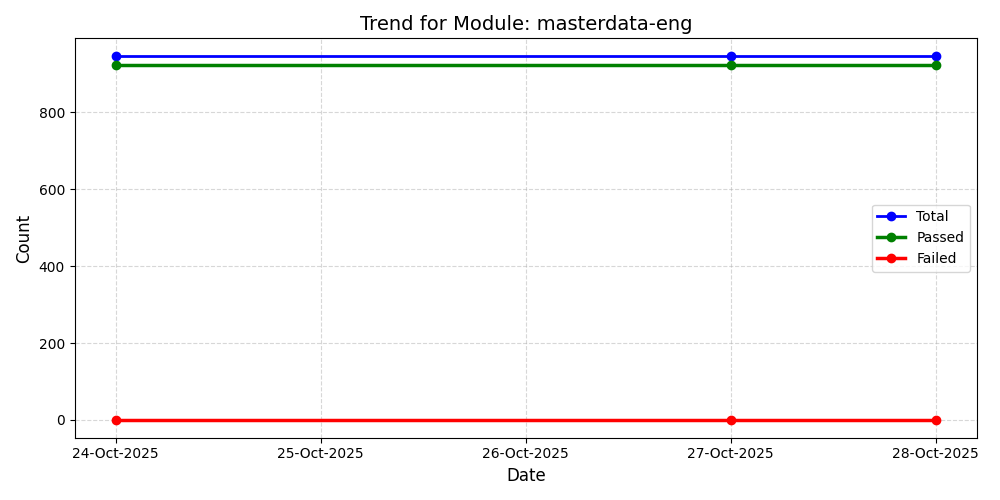 Trend for Module: masterdata-eng
Count
800
600
400
200
0
Total
Passed
Failed
24-Oct-2025
25-Oct-2025
26-Oct-2025
27-Oct-2025
28-Oct-2025
Date